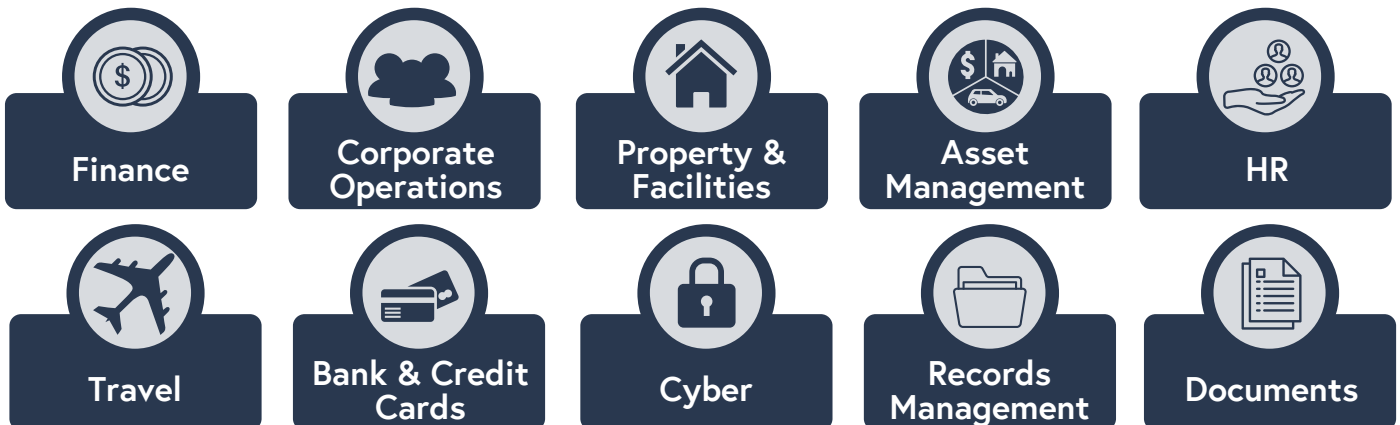 $
$
Finance
Corporate
Operations
Property &
Facilities
Asset
Management
HR
Travel
Bank & Credit
Cards
Cyber
Records
Management
Documents